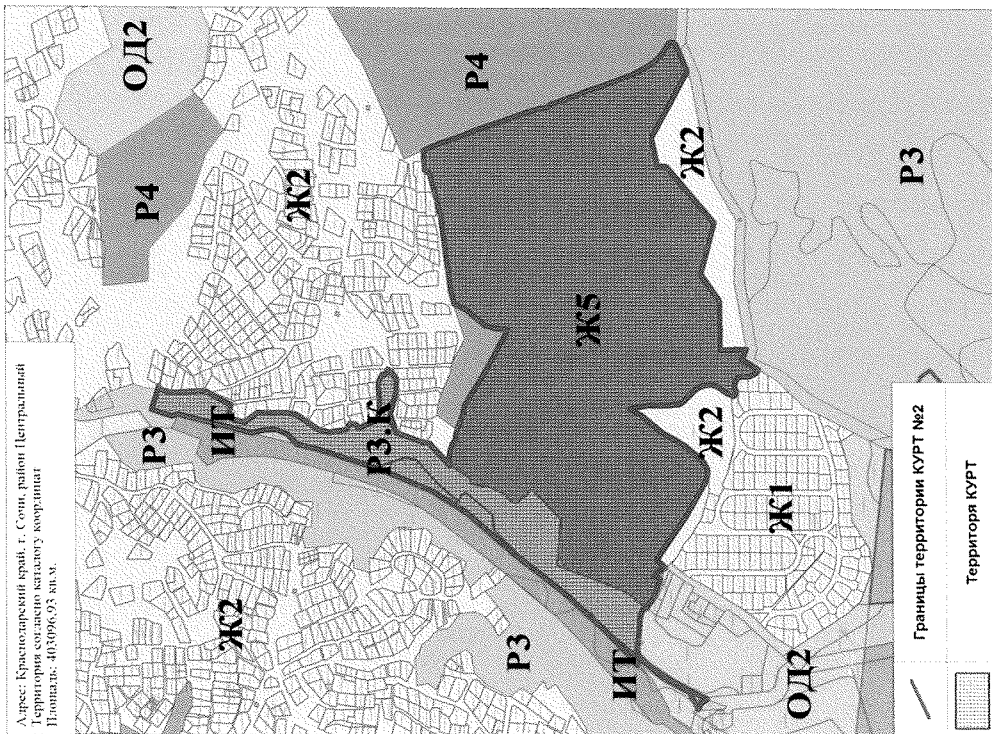 Адрес: Краснодарский край, г. Сочи, район Центральный
Территория согласно каталогу координат
Площадь: 403096,93 кв.м.
ОД2
Р4
Р4
Ж2
Р3
ИТ
Р3.К
Ж2
Ж5
Ж2
Р3
Ж2
Р3
ИТ
Ж1
ОД2
Границы территории КУРТ №2
Територя КУРТ